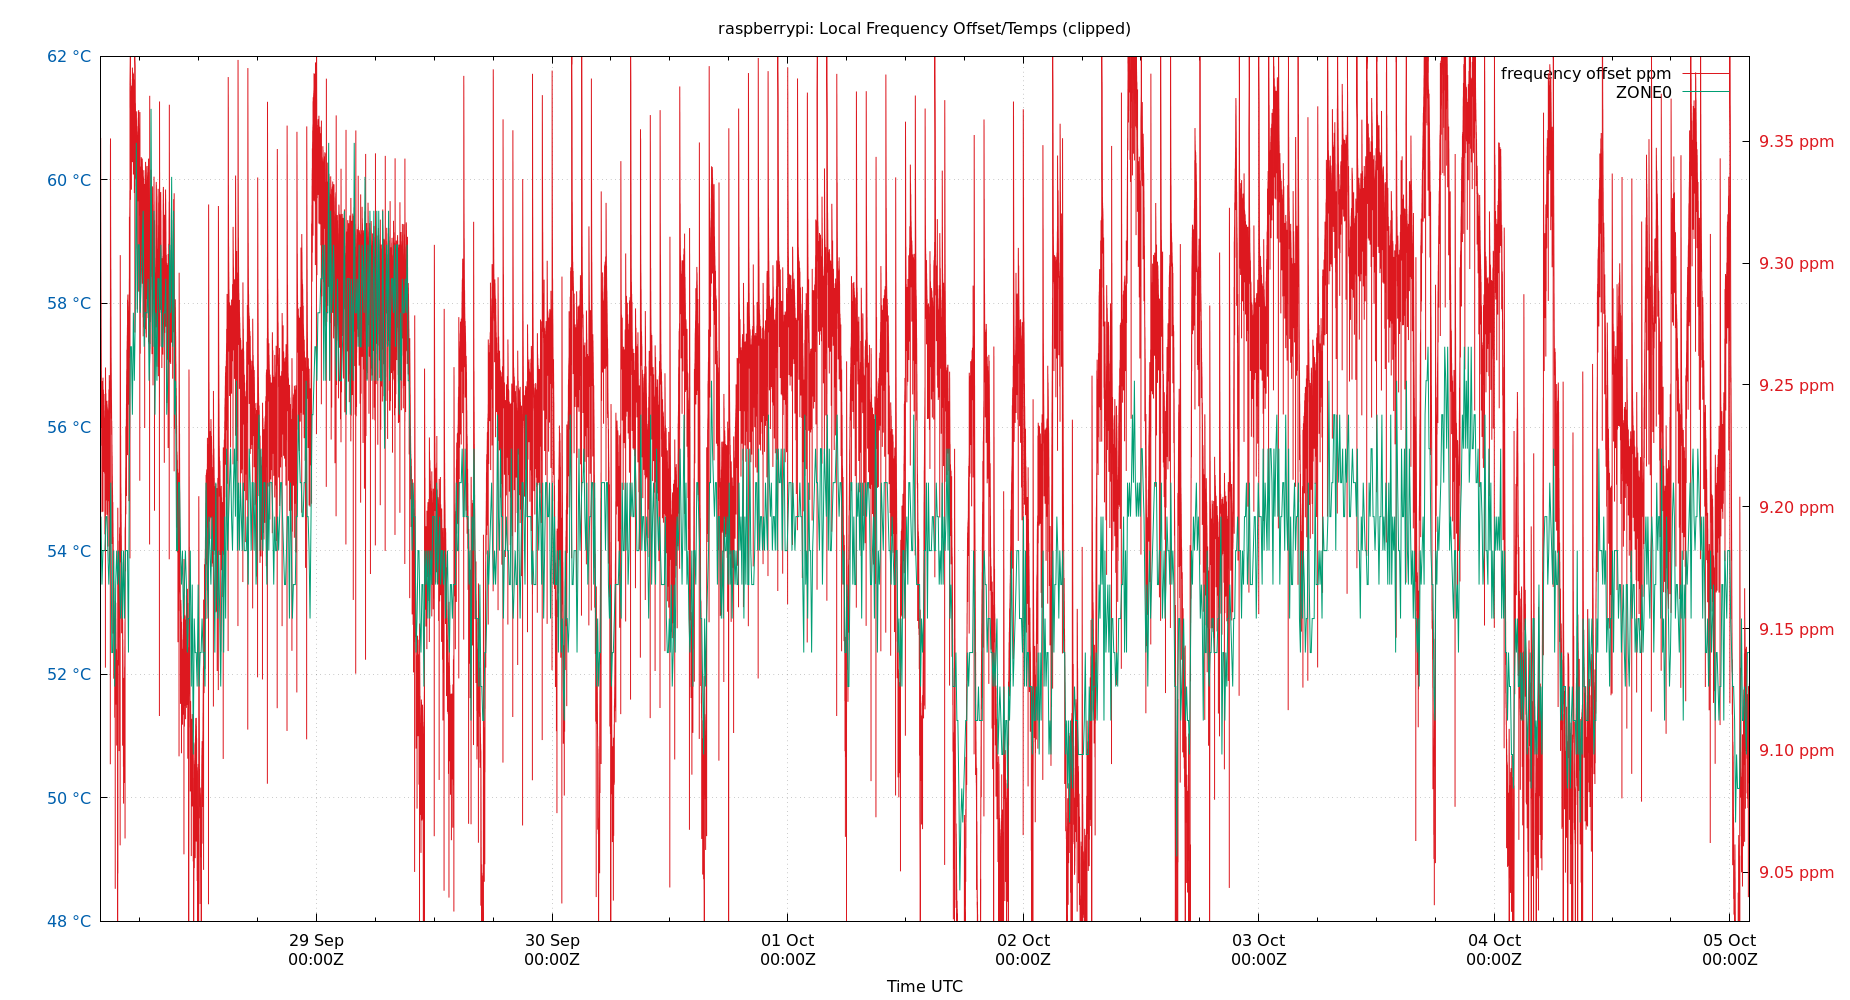 raspberrypi: Local Frequency Offset/Temps (clipped)
62 °C
60 °C
58 °C
56 °C
54 °C
52 °C
50 °C
48 °C
frequency offset ppm
ZONE0
9.35 ppm
9.30 ppm
9.25 ppm
9.20 ppm
9.15 ppm
9.10 ppm
9.05 ppm
29 Sep
00:00Z
30 Sep
00:00Z
01 Oct
00:00Z
02 Oct
00:00Z
03 Oct
00:00Z
04 Oct
00:00Z
05 Oct
00:00Z
Time UTC